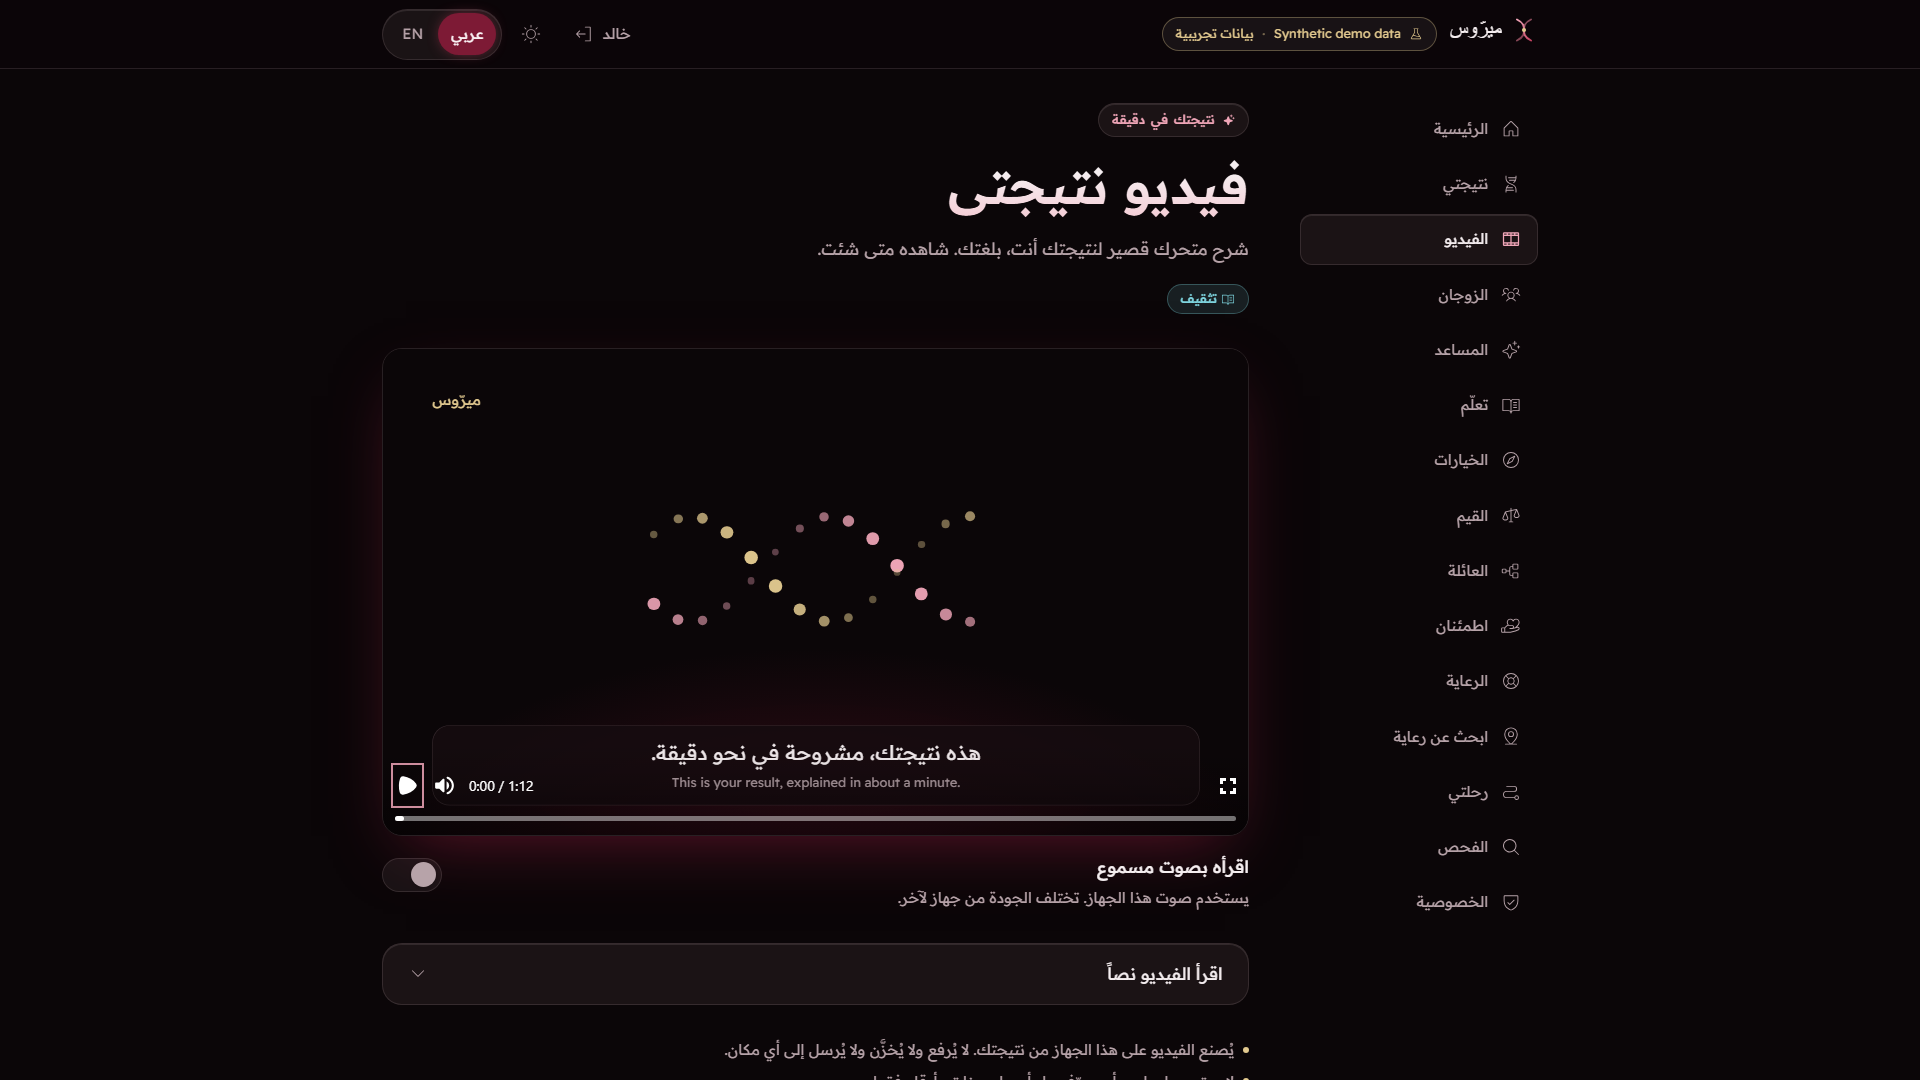 ميرّوس
Synthetic demo data · بيانات تجريبية
خالد
عربي
EN
الرئيسية
نتيجتي
الفيديو
الزوجان
المساعد
تعلّم
الخيارات
القيم
العائلة
اطمئنان
الرعاية
ابحث عن رعاية
رحلتي
الفحص
الخصوصية
نتيجتك في دقيقة
فيديو نتيجتي
شرح متحرك قصير لنتيجتك أنت، بلغتك. شاهده متى شئت.
تثقيف
ميرّوس
هذه نتيجتك، مشروحة في نحو دقيقة.
This is your result, explained in about a minute.
0:00 / 1:12
اقرأه بصوت مسموع
يستخدم صوت هذا الجهاز. تختلف الجودة من جهاز لآخر.
اقرأ الفيديو نصاً
يُصنع الفيديو على هذا الجهاز من نتيجتك. لا يُرفع ولا يُخزَّن ولا يُرسل إلى أي مكان.